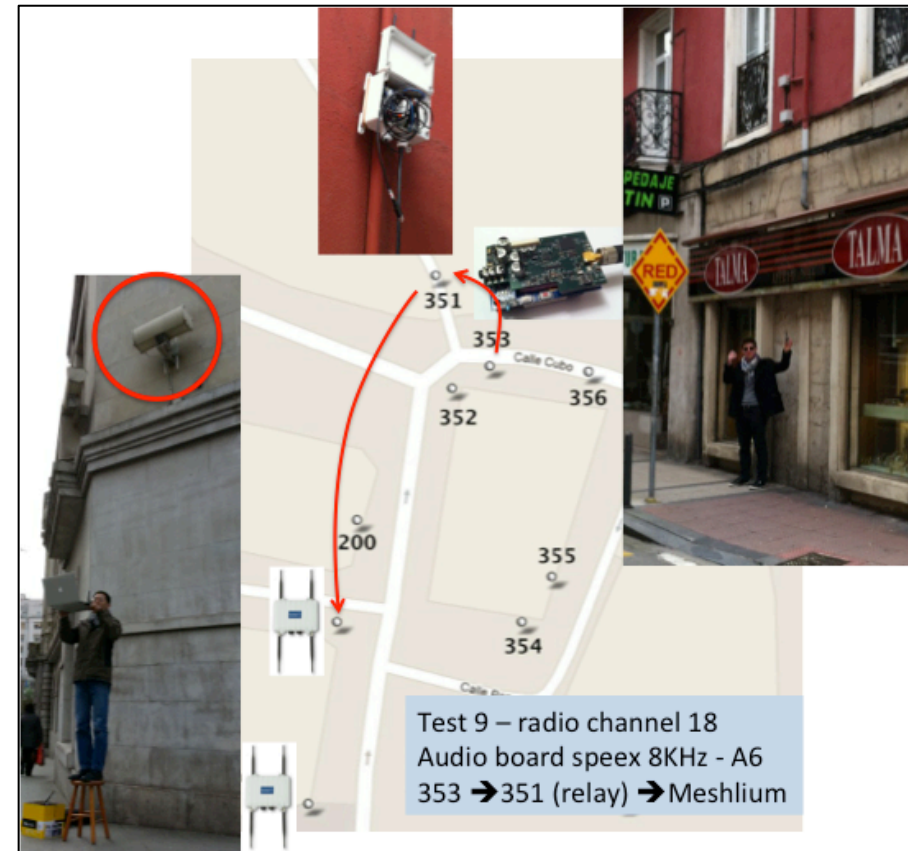 PEDAJE
TIN P
TALMA
TALMA
RED
351
353
Calle Cubo
352
356
200
355
354
Test 9 – radio channel 18
Audio board speex 8KHz - A6
353 ➔351 (relay) ➔Meshlium